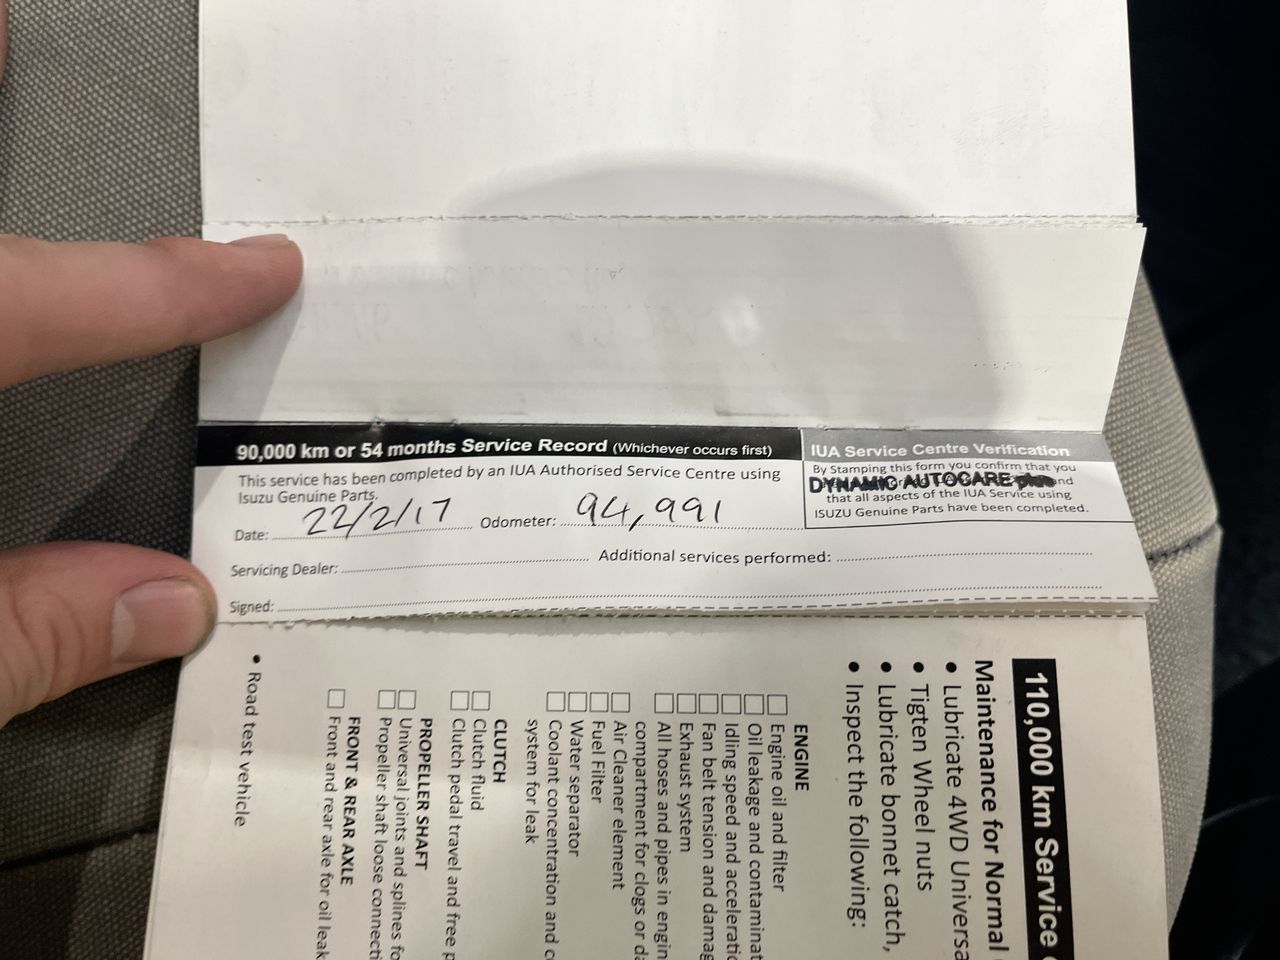 90,000 km or 54 months Service Record (Whichever occurs first)
This service has been completed by an IUA Authorised Service Centre using
Isuzu Genuine Parts.
Date: 22/2/17 Odometer: 94,991
Servicing Dealer: Additional services performed:
Signed:
IUA Service Centre Verification
By Stamping this form you confirm that you
DYNAMIC AUTOCARE plus and
that all aspects of the IUA Service using
ISUZU Genuine Parts have been completed.
110,000 km Service
Maintenance for Normal
• Lubricate 4WD Universa
• Tigten Wheel nuts
• Lubricate bonnet catch,
• Inspect the following:
ENGINE
Engine oil and filter
Oil leakage and contaminat
Idling speed and acceleratio
Fan belt tension and damag
Exhaust system
All hoses and pipes in engin
compartment for clogs or da
Air Cleaner element
Fuel Filter
Water separator
Coolant concentration and c
system for leak
CLUTCH
Clutch fluid
Clutch pedal travel and free p
PROPELLER SHAFT
Universal joints and splines fo
Propeller shaft loose connecti
FRONT & REAR AXLE
Front and rear axle for oil leak
• Road test vehicle